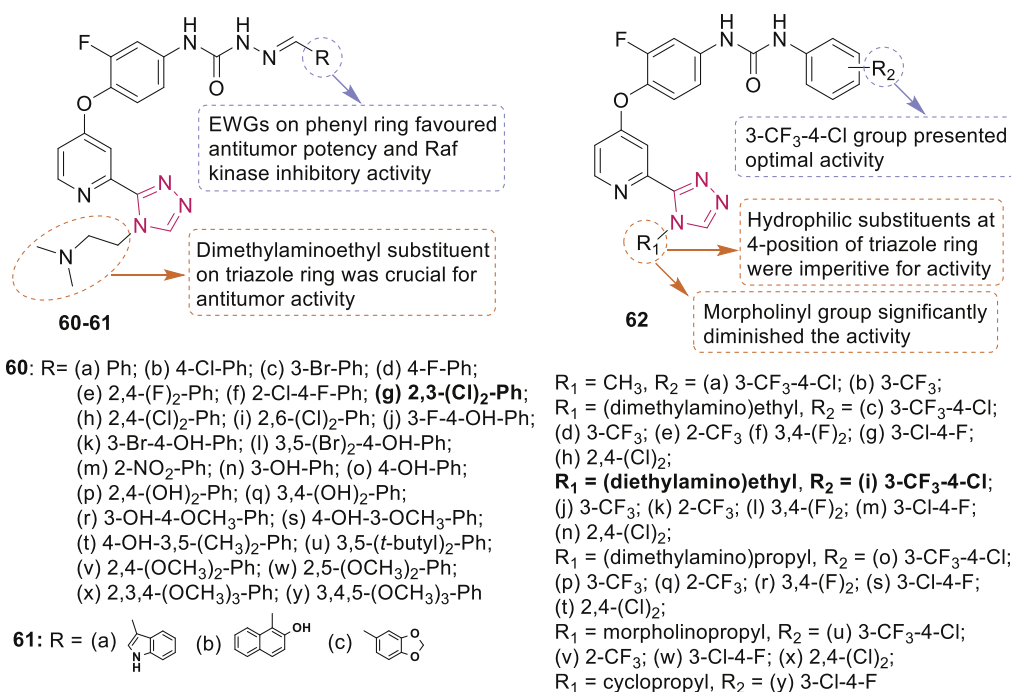 F
H
N
H
N
N
R
O
O
N
N
N
N
N
EWGs on phenyl ring favoured
antitumor potency and Raf
kinase inhibitory activity
Dimethylaminoethyl substituent
on triazole ring was crucial for
antitumor activity
60-61
60: R= (a) Ph; (b) 4-Cl-Ph; (c) 3-Br-Ph; (d) 4-F-Ph;
(e) 2,4-(F)2-Ph; (f) 2-Cl-4-F-Ph; (g) 2,3-(Cl)2-Ph;
(h) 2,4-(Cl)2-Ph; (i) 2,6-(Cl)2-Ph; (j) 3-F-4-OH-Ph;
(k) 3-Br-4-OH-Ph; (l) 3,5-(Br)2-4-OH-Ph;
(m) 2-NO2-Ph; (n) 3-OH-Ph; (o) 4-OH-Ph;
(p) 2,4-(OH)2-Ph; (q) 3,4-(OH)2-Ph;
(r) 3-OH-4-OCH3-Ph; (s) 4-OH-3-OCH3-Ph;
(t) 4-OH-3,5-(CH3)2-Ph; (u) 3,5-(t-butyl)2-Ph;
(v) 2,4-(OCH3)2-Ph; (w) 2,5-(OCH3)2-Ph;
(x) 2,3,4-(OCH3)3-Ph; (y) 3,4,5-(OCH3)3-Ph
61: R = (a)
N
H
(b)
OH
(c)
O
O
F
H
N
H
N
R2
O
O
N
N
N
N
R1
3-CF3-4-Cl group presented
optimal activity
Hydrophilic substituents at
4-position of triazole ring
were imperitive for activity
Morpholinyl group significantly
diminished the activity
62
R1 = CH3, R2 = (a) 3-CF3-4-Cl; (b) 3-CF3;
R1 = (dimethylamino)ethyl, R2 = (c) 3-CF3-4-Cl;
(d) 3-CF3; (e) 2-CF3 (f) 3,4-(F)2; (g) 3-Cl-4-F;
(h) 2,4-(Cl)2;
R1 = (diethylamino)ethyl, R2 = (i) 3-CF3-4-Cl;
(j) 3-CF3; (k) 2-CF3; (l) 3,4-(F)2; (m) 3-Cl-4-F;
(n) 2,4-(Cl)2;
R1 = (dimethylamino)propyl, R2 = (o) 3-CF3-4-Cl;
(p) 3-CF3; (q) 2-CF3; (r) 3,4-(F)2; (s) 3-Cl-4-F;
(t) 2,4-(Cl)2;
R1 = morpholinopropyl, R2 = (u) 3-CF3-4-Cl;
(v) 2-CF3; (w) 3-Cl-4-F; (x) 2,4-(Cl)2;
R1 = cyclopropyl, R2 = (y) 3-Cl-4-F